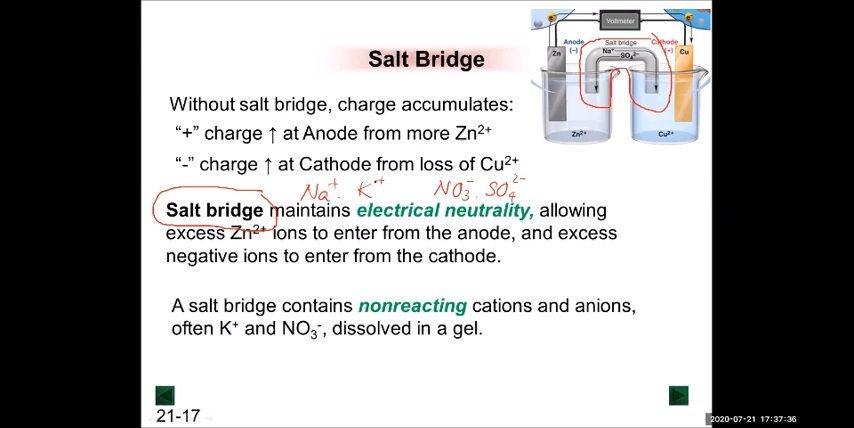 Voltmeter
Salt Bridge
Anode Salt bridge Cathode
(–) Na⁺ (+)
Zn SO₄²⁻ Cu
Zn²⁺ Cu²⁺
Without salt bridge, charge accumulates:
“+” charge ↑ at Anode from more Zn²⁺
“-” charge ↑ at Cathode from loss of Cu²⁺
Na⁺. K⁺ NO₃⁻. SO₄²⁻
Salt bridge maintains electrical neutrality, allowing
excess Zn²⁺ ions to enter from the anode, and excess
negative ions to enter from the cathode.
A salt bridge contains nonreacting cations and anions,
often K⁺ and NO₃⁻, dissolved in a gel.
21-17
2020-07-21 17:37:36